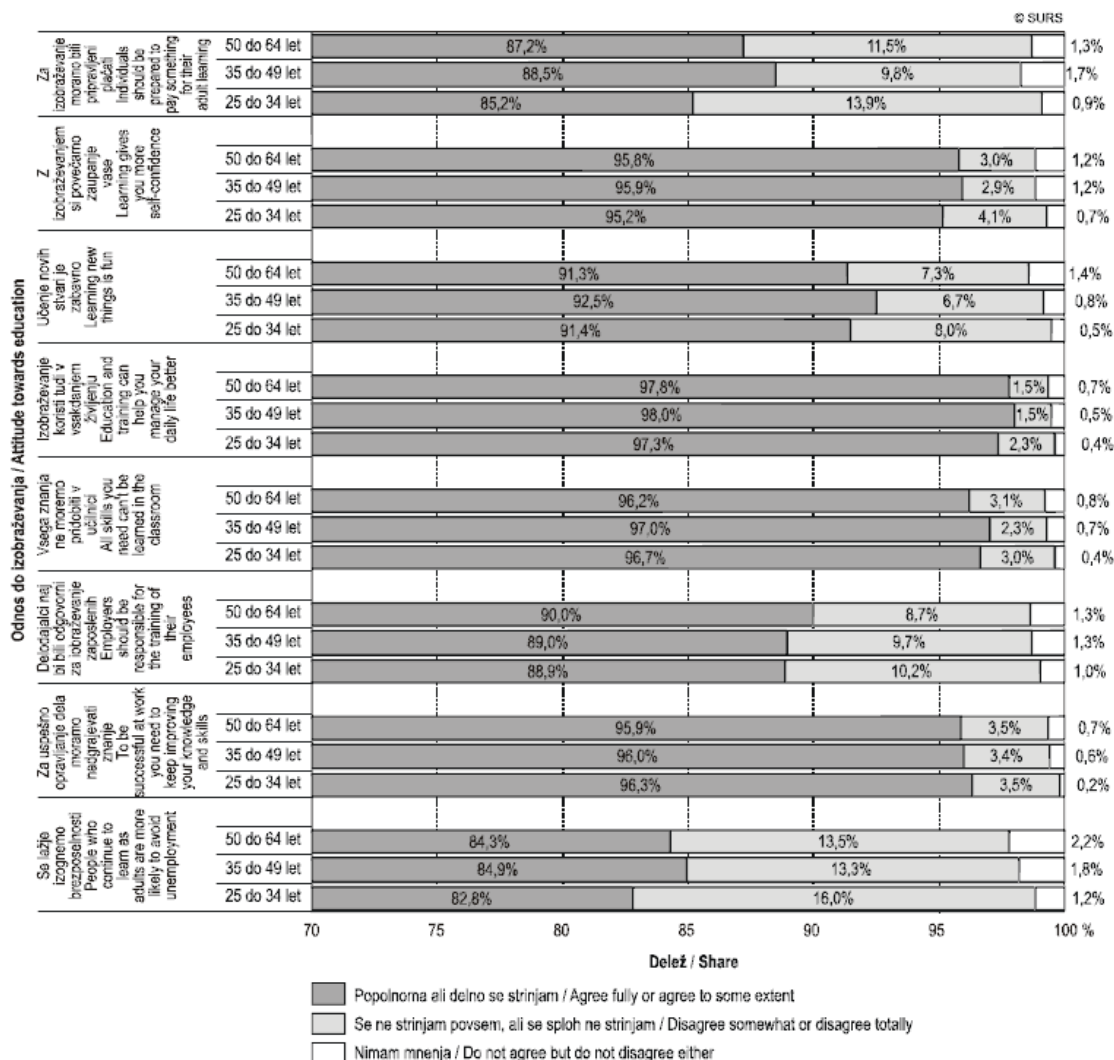 © SURS
Odnos do izobraževanja / Attitude towards education
Za
izobraževanje
moramo bili
pripravljeni
plačati
Individuals
should be
prepared to
pay something
for their
adult learning
50 do 64 let 87,2% 11,5% 1,3%
35 do 49 let 88,5% 9,8% 1,7%
25 do 34 let 85,2% 13,9% 0,9%
Z
izobraževanjem
si povečamo
zaupanje
vase
Learning gives
you more
self-confidence
50 do 64 let 95,8% 3,0% 1,2%
35 do 49 let 95,9% 2,9% 1,2%
25 do 34 let 95,2% 4,1% 0,7%
Učenje novih
stvari je
zabavno
Learning new
things is fun
50 do 64 let 91,3% 7,3% 1,4%
35 do 49 let 92,5% 6,7% 0,8%
25 do 34 let 91,4% 8,0% 0,5%
Izobraževanje
koristi tudi v
vsakdanjem
življenju
Education and
training can
help you
manage your
daily life better
50 do 64 let 97,8% 1,5% 0,7%
35 do 49 let 98,0% 1,5% 0,5%
25 do 34 let 97,3% 2,3% 0,4%
Vsega znanja
ne moremo
pridobiti v
učilnici
All skills you
need can't be
learned in the
classroom
50 do 64 let 96,2% 3,1% 0,8%
35 do 49 let 97,0% 2,3% 0,7%
25 do 34 let 96,7% 3,0% 0,4%
Delodajalci naj
bi bili odgovorni
za iobraževanje
zaposlenih
Employers
should be
responsible for
the training of
their
employees
50 do 64 let 90,0% 8,7% 1,3%
35 do 49 let 89,0% 9,7% 1,3%
25 do 34 let 88,9% 10,2% 1,0%
Za uspešno
opravljanje dela
moramo
nadgrajevati
znanje
To be
successful at work
you need to
keep improving
your knowledge
and skills
50 do 64 let 95,9% 3,5% 0,7%
35 do 49 let 96,0% 3,4% 0,6%
25 do 34 let 96,3% 3,5% 0,2%
Se lažje
izognemo
brezposelnosti
People who
continue to
learn as
adults are more
likely to avoid
unemployment
50 do 64 let 84,3% 13,5% 2,2%
35 do 49 let 84,9% 13,3% 1,8%
25 do 34 let 82,8% 16,0% 1,2%
70 75 80 85 90 95 100 %
Delež / Share
Popolnoma ali delno se strinjam / Agree fully or agree to some extent
Se ne strinjam povsem, ali se sploh ne strinjam / Disagree somewhat or disagree totally
Nimam mnenja / Do not agree but do not disagree either